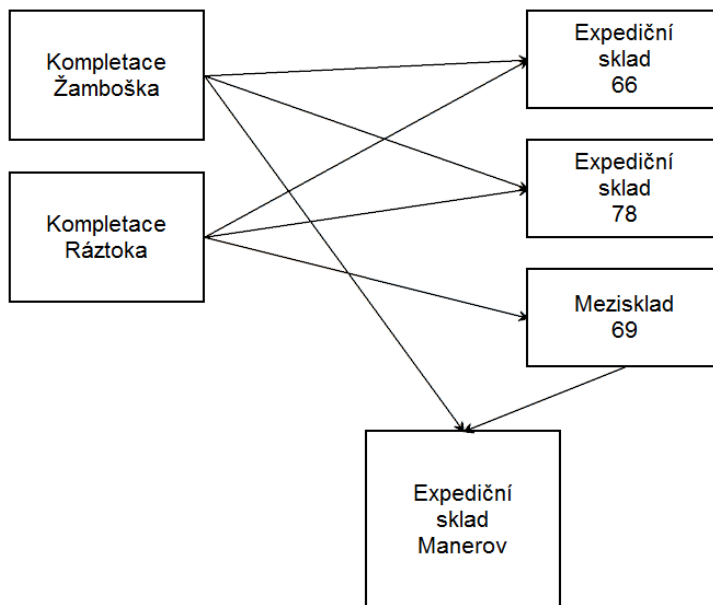 Kompletace
Žamboška
Expediční
sklad
66
Kompletace
Ráztoka
Expediční
sklad
78
Mezisklad
69
Expediční
sklad
Manerov